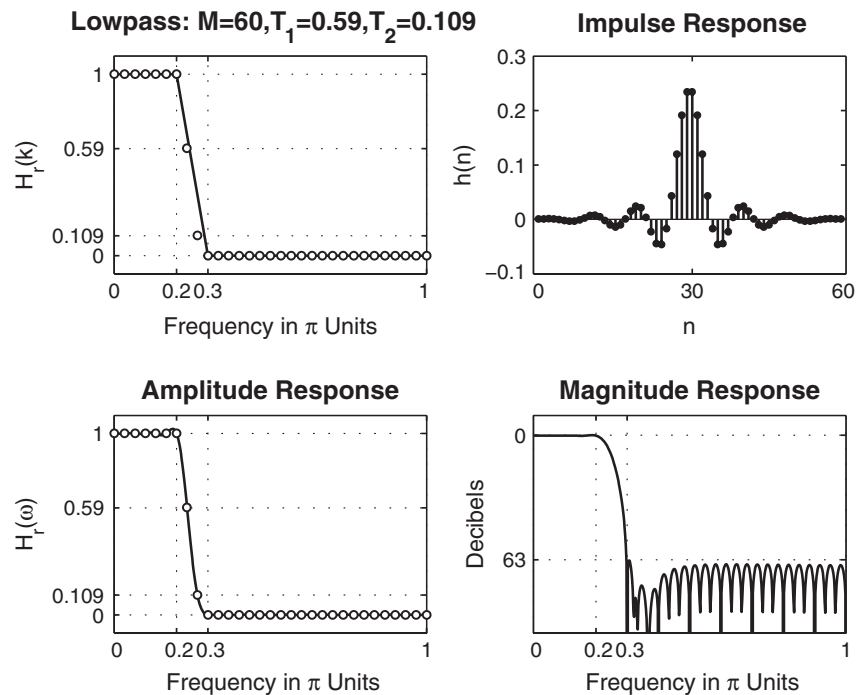 Lowpass: M=60,T₁=0.59,T₂=0.109
1
0.59
0.109
0
H_r(k)
0 0.2 0.3 1
Frequency in π Units
Impulse Response
0.3
0.2
0.1
0
−0.1
h(n)
0 30 60
n
Amplitude Response
1
0.59
0.109
0
H_r(ω)
0 0.2 0.3 1
Frequency in π Units
Magnitude Response
0
63
Decibels
0 0.2 0.3 1
Frequency in π Units